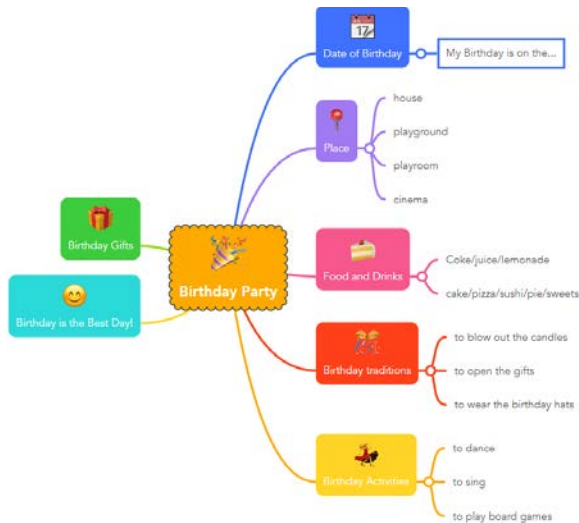 17
Date of Birthday
My Birthday is on the...
Place
house
playground
playroom
cinema
Birthday Gifts
Birthday is the Best Day!
Birthday Party
Food and Drinks
Coke/juice/lemonade
cake/pizza/sushi/pie/sweets
Birthday traditions
to blow out the candles
to open the gifts
to wear the birthday hats
Birthday Activities
to dance
to sing
to play board games